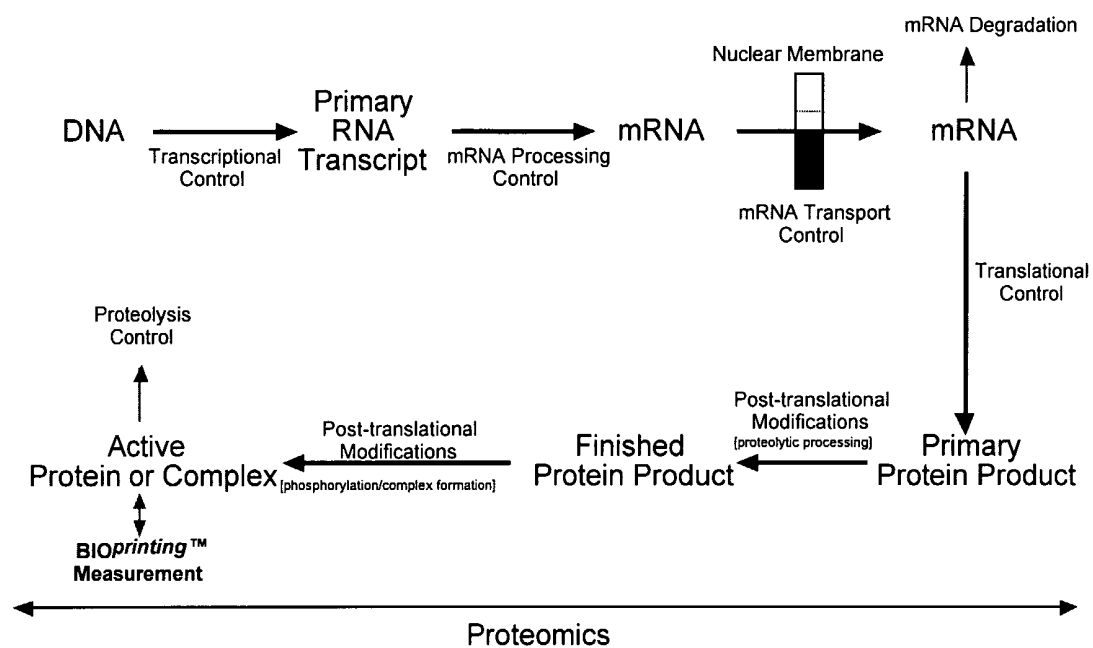 mRNA Degradation
Nuclear Membrane
DNA
Primary
RNA
Transcript
mRNA
mRNA
Transcriptional
Control
mRNA Processing
Control
mRNA Transport
Control
Translational
Control
Proteolysis
Control
Active
Protein or Complex
Post-translational
Modifications
[phosphorylation/complex formation]
Finished
Protein Product
Post-translational
Modifications
[proteolytic processing]
Primary
Protein Product
BIOprinting™
Measurement
Proteomics